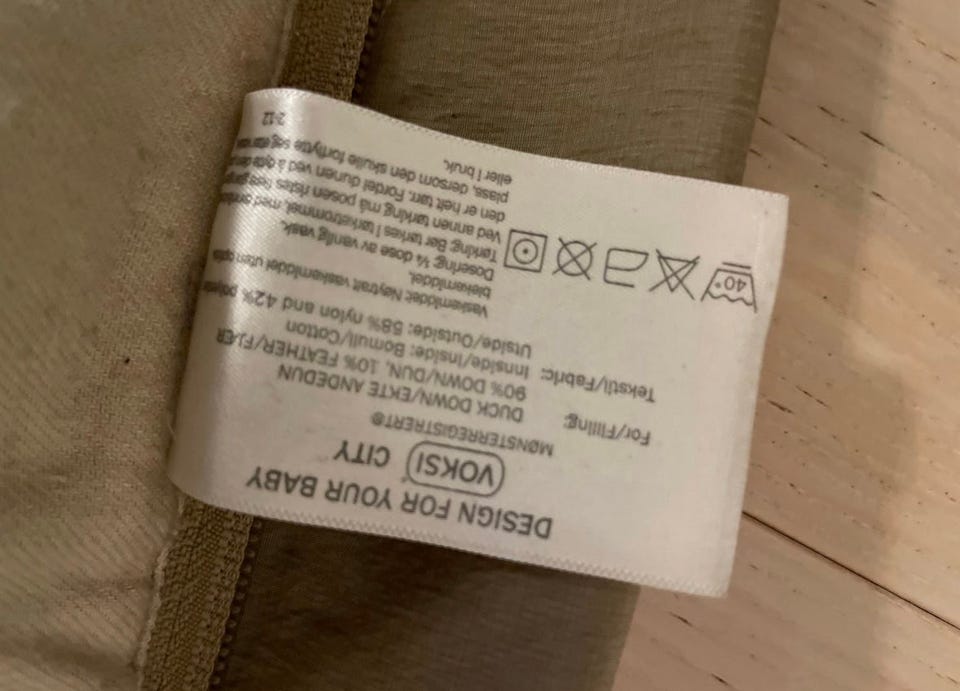 DESIGN FOR YOUR BABY
VOKSI CITY
MØNSTERREGISTRERT®
For/Filling: DUCK DOWN/EKTE ANDEDUN
90% DOWN/DUN, 10% FEATHER/FJÆR
Tekstil/Fabric: Innside/Inside: Bomull/Cotton
Utside/Outside: 58% nylon and 42%
40°
Vaskemiddel: Nøytralt vaskemiddel uten
blekemiddel.
Dosering: ¼ dose av vanlig vask.
Tørking: Bør tørkes i tørketrommel, med
Ved annen tørking må posen ristes
den er helt tørr. Fordel dunen ved å
plass, dersom den skulle forflytte seg etter
eller i bruk.
2-12